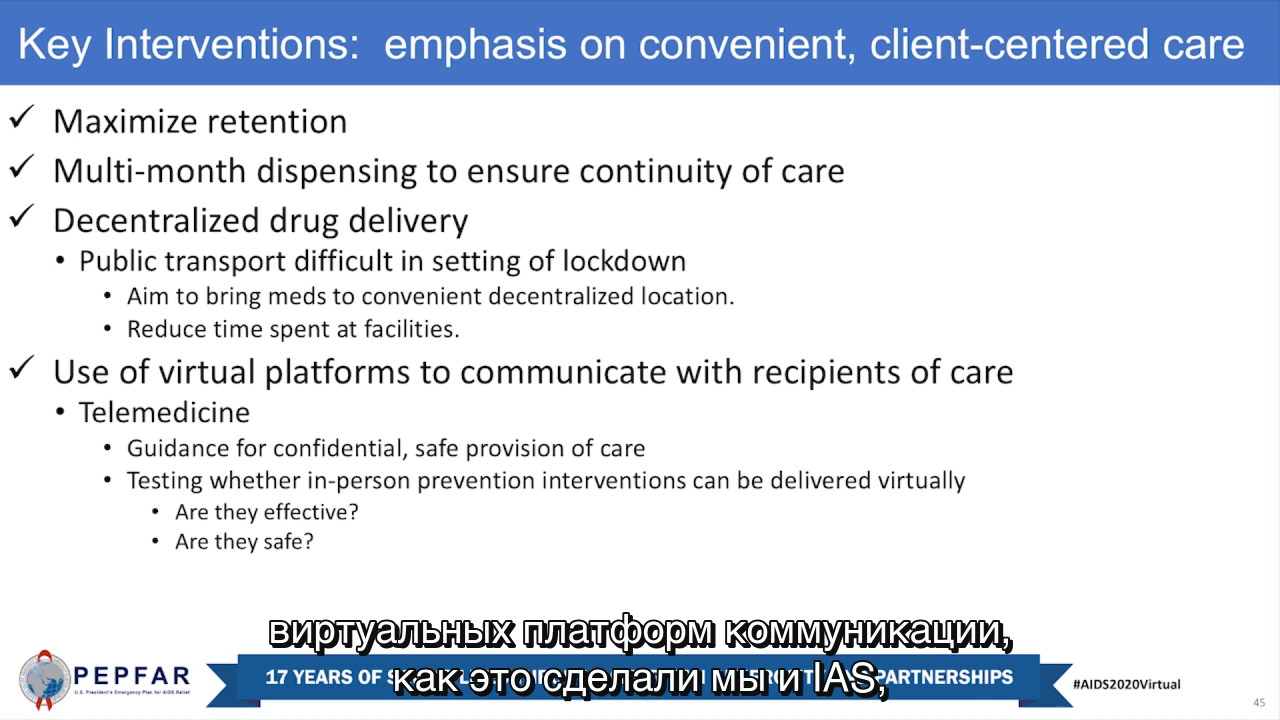 Key Interventions: emphasis on convenient, client-centered care
✓ Maximize retention
✓ Multi-month dispensing to ensure continuity of care
✓ Decentralized drug delivery
• Public transport difficult in setting of lockdown
• Aim to bring meds to convenient decentralized location.
• Reduce time spent at facilities.
✓ Use of virtual platforms to communicate with recipients of care
• Telemedicine
• Guidance for confidential, safe provision of care
• Testing whether in-person prevention interventions can be delivered virtually
• Are they effective?
• Are they safe?
виртуальных платформ коммуникации,
как это сделали мы и IAS,
PEPFAR
U.S. President's Emergency Plan for AIDS Relief
17 YEARS OF PARTNERSHIPS
#AIDS2020Virtual
45